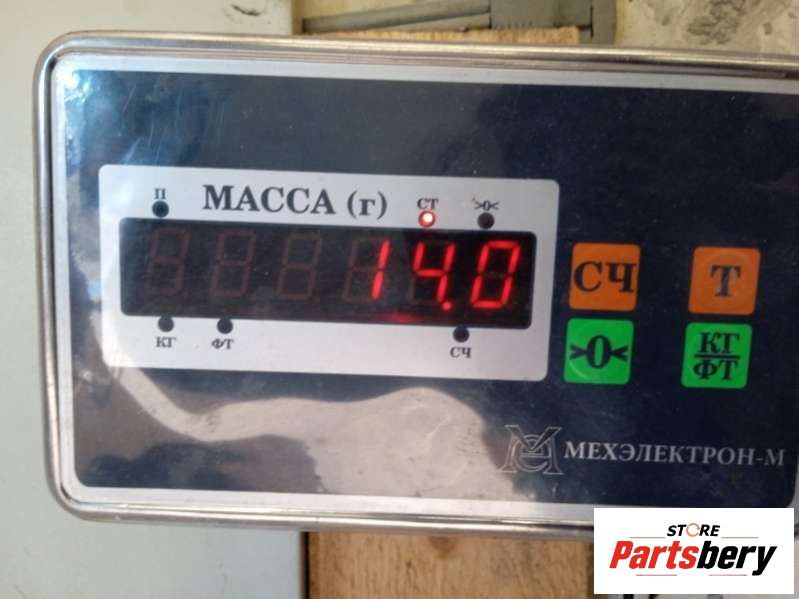 П МАССА (г) СТ >0<
14.0
КГ ФТ СЧ
СЧ Т
>0< КГ/ФТ
МЕХЭЛЕКТРОН-М
STORE
Partsbery